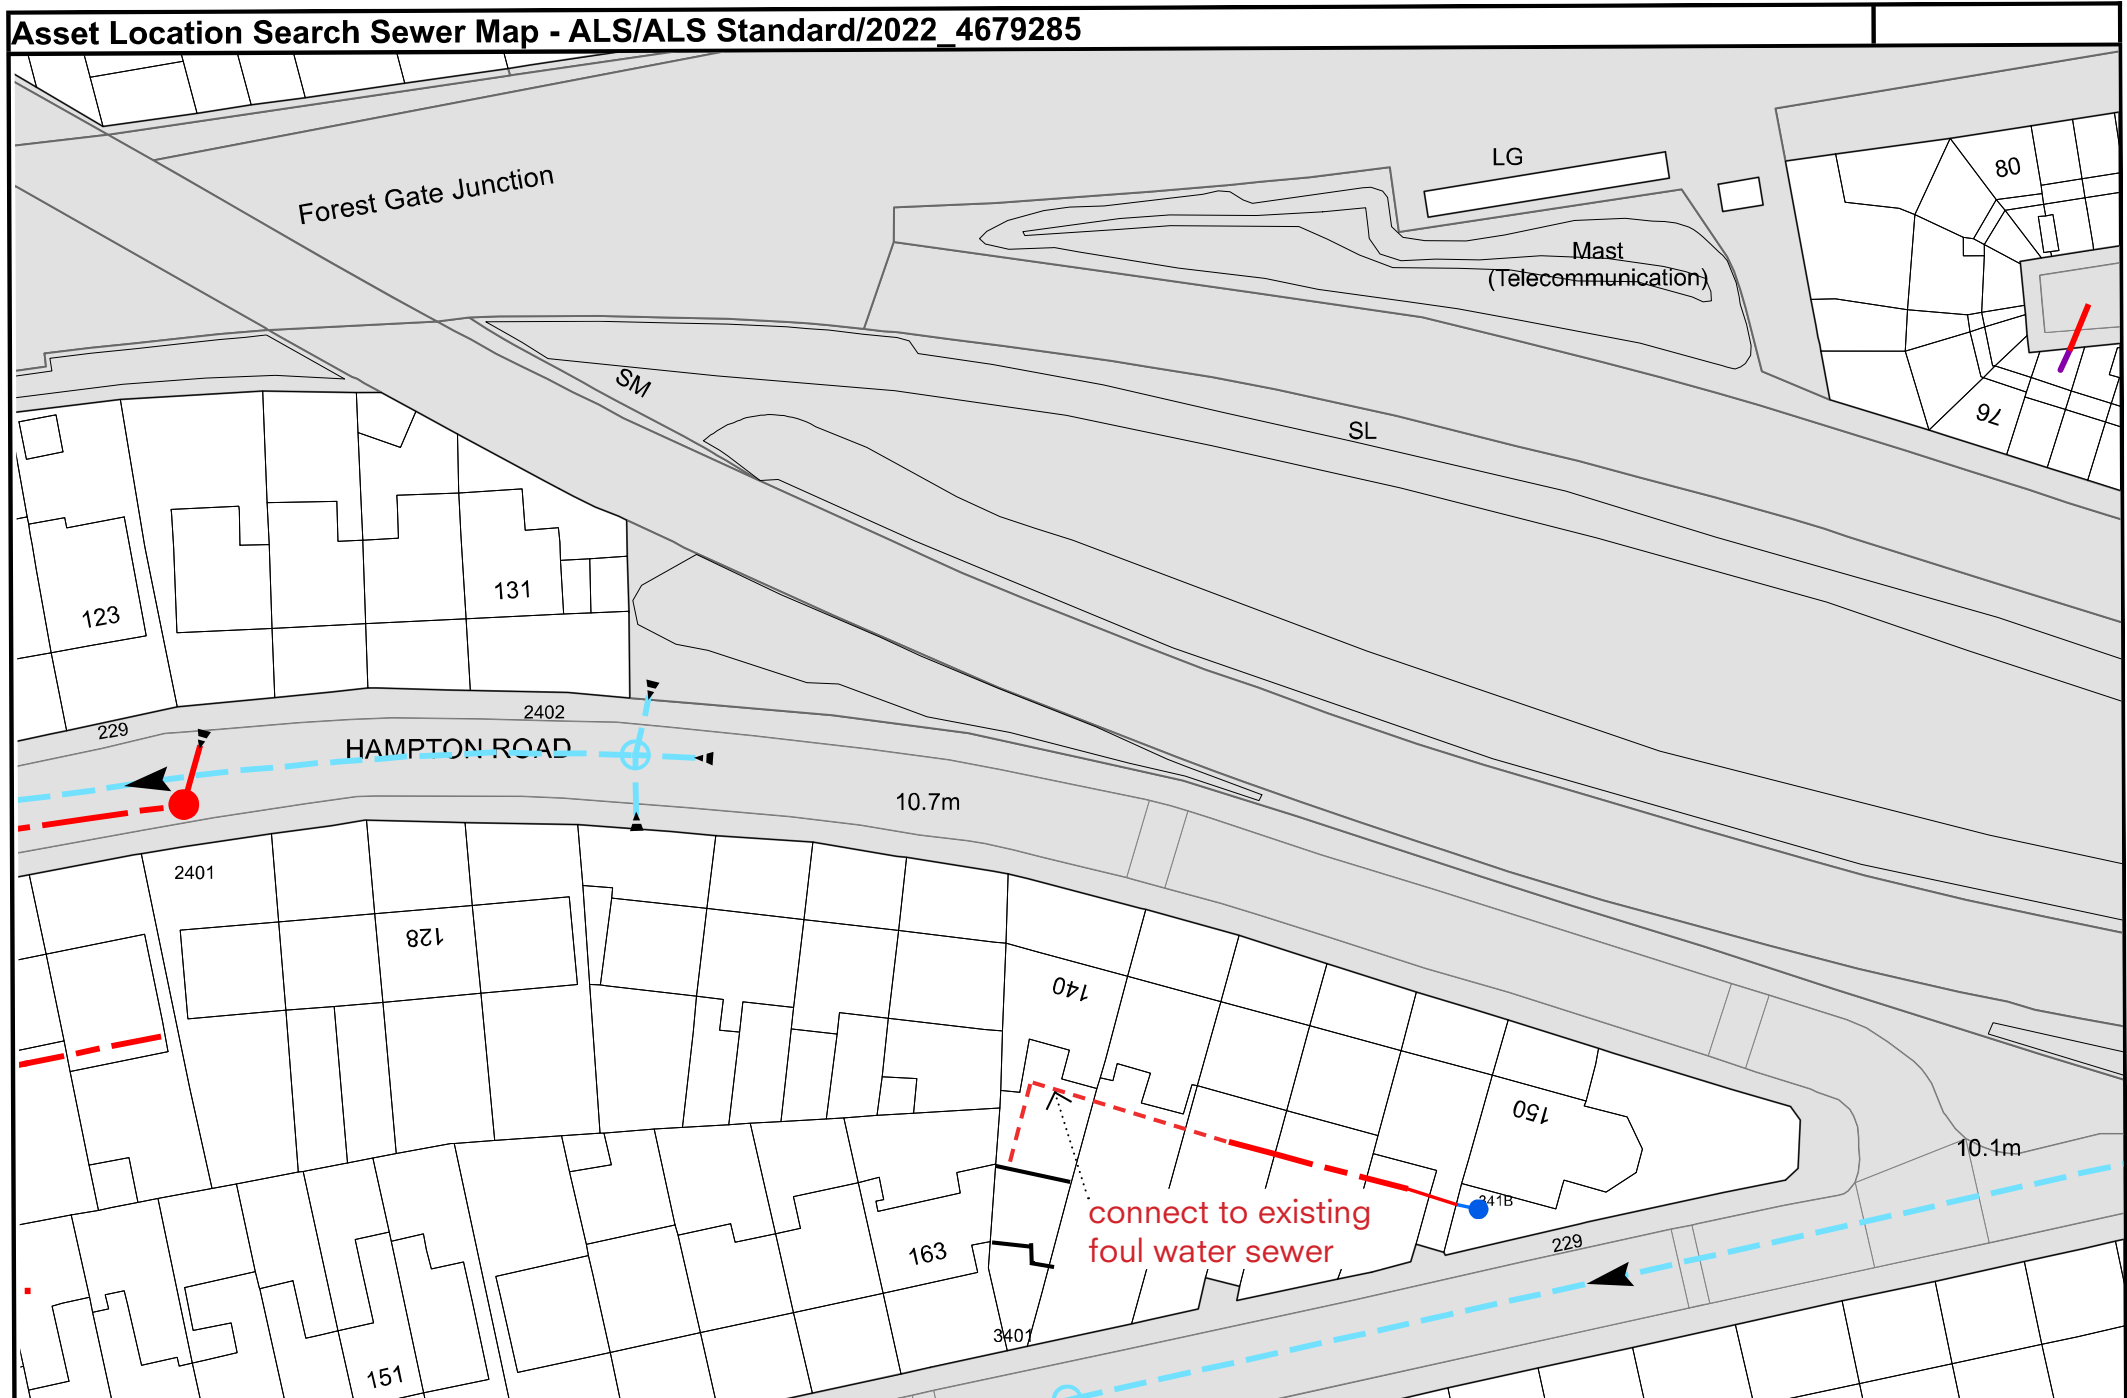 Asset Location Search Sewer Map - ALS/ALS Standard/2022_4679285
LG
80
Forest Gate Junction
Mast
(Telecommunication)
SM
76
SL
131
123
2402
229
HAMPTON ROAD
10.7m
2401
128
140
150
10.1m
341B
connect to existing
foul water sewer
229
163
3401
151